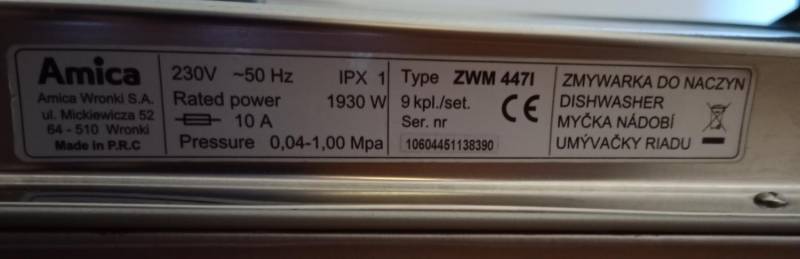 Amica
Amica Wronki S.A.
ul. Mickiewicza 52
64 - 510 Wronki
Made in P.R.C
230V ~50 Hz IPX 1
Rated power 1930 W
10 A
Pressure 0,04-1,00 Mpa
Type ZWM 447I
9 kpl./set.
Ser. nr
10604451138390
CE
ZMYWARKA DO NACZYN
DISHWASHER
MYČKA NÁDOBÍ
UMÝVAČKY RIADU